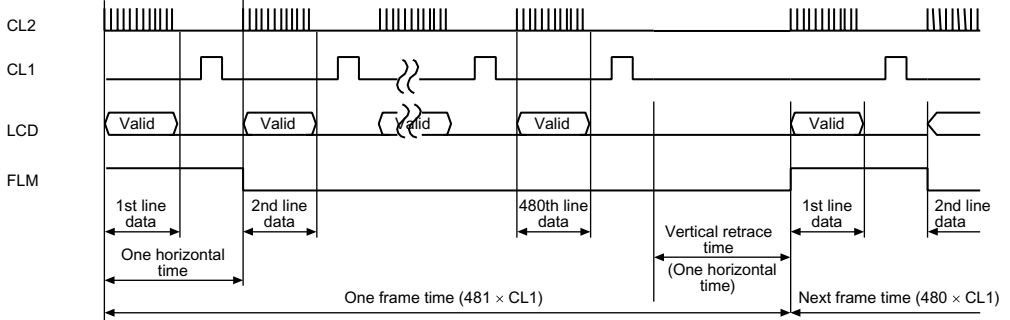 CL2
CL1
LCD
Valid Valid Valid Valid Valid
FLM
1st line
data
2nd line
data
480th line
data
1st line
data
2nd line
data
One horizontal
time
Vertical retrace
time
(One horizontal
time)
One frame time (481 × CL1)
Next frame time (480 × CL1)